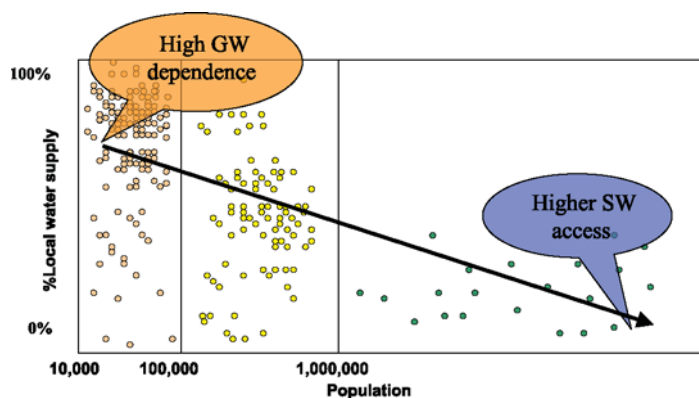 High GW
dependence
100%
%Local water supply
Higher SW
access
0%
10,000
100,000
1,000,000
Population